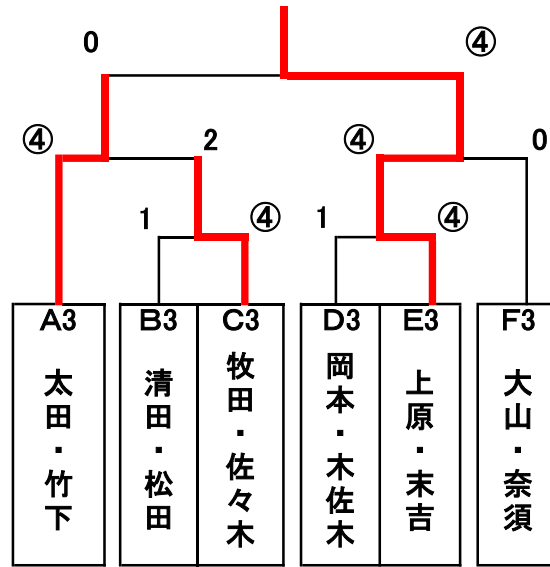 0 ④
④ 2 ④ 0
1 ④ 1 ④
A3 B3 C3 D3 E3 F3
太田・竹下
清田・松田
牧田・佐々木
岡本・木佐木
上原・末吉
大山・奈須